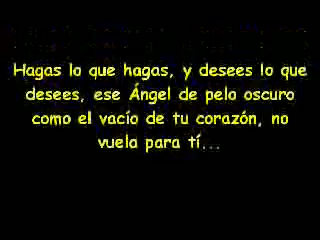 Hagas lo que hagas, y desees lo que
desees, ese Ángel de pelo oscuro
como el vacío de tu corazón, no
vuela para tí...